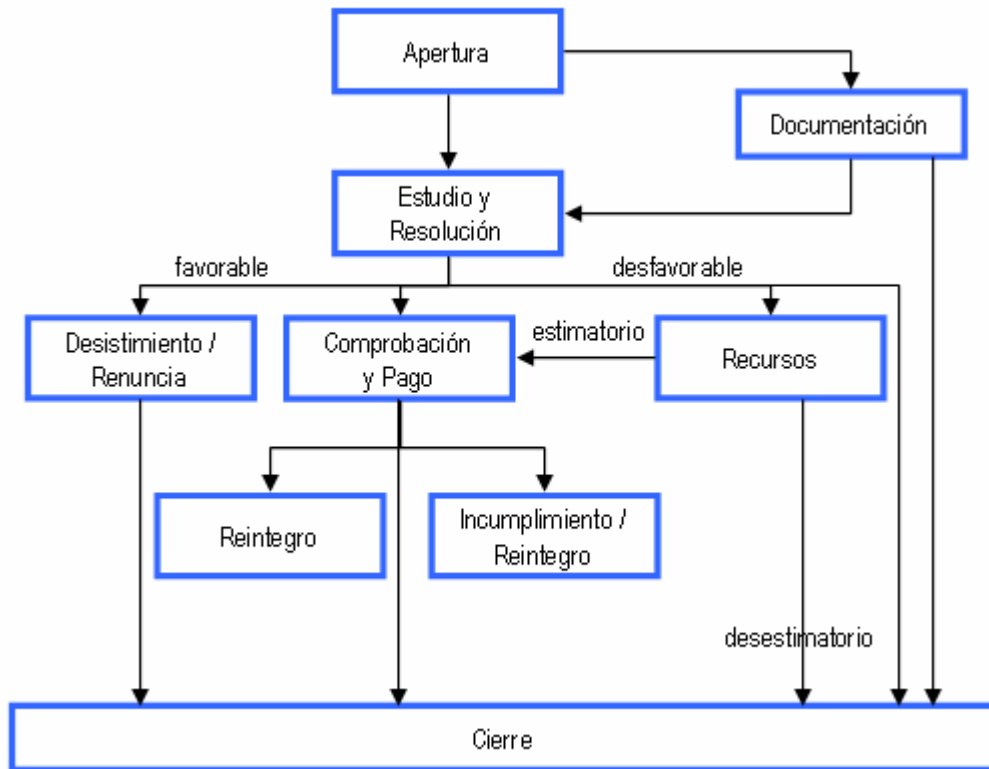 Apertura
Documentación
Estudio y
Resolución
favorable
desfavorable
Desistimiento /
Renuncia
Comprobación
y Pago
estimatorio
Recursos
Reintegro
Incumplimiento /
Reintegro
desestimatorio
Cierre